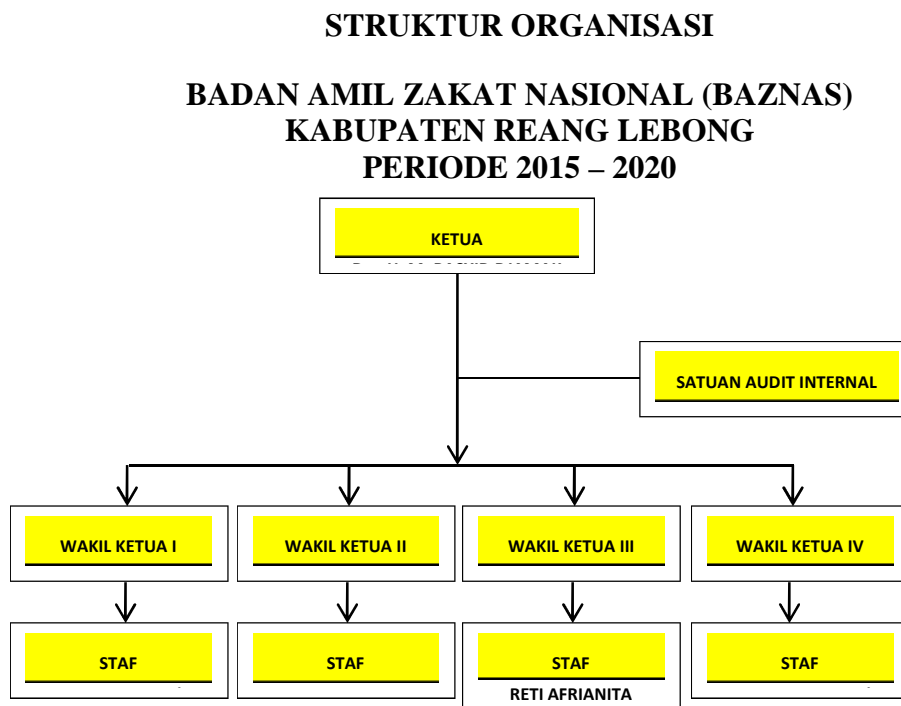 STRUKTUR ORGANISASI
BADAN AMIL ZAKAT NASIONAL (BAZNAS)
KABUPATEN REANG LEBONG
PERIODE 2015 – 2020
KETUA
SATUAN AUDIT INTERNAL
WAKIL KETUA I
WAKIL KETUA II
WAKIL KETUA III
WAKIL KETUA IV
STAF
STAF
STAF
STAF
RETI AFRIANITA